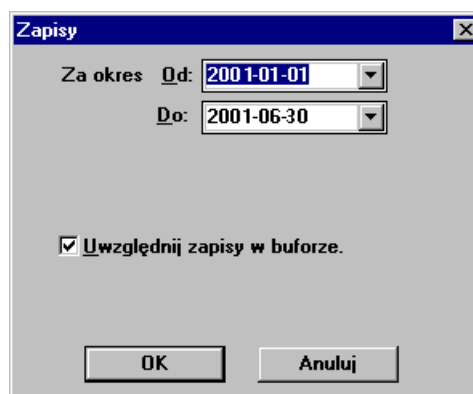 Zapisy
Za okres Od: 2001-01-01
Do: 2001-06-30
Uwzględnij zapisy w buforze.
OK Anuluj